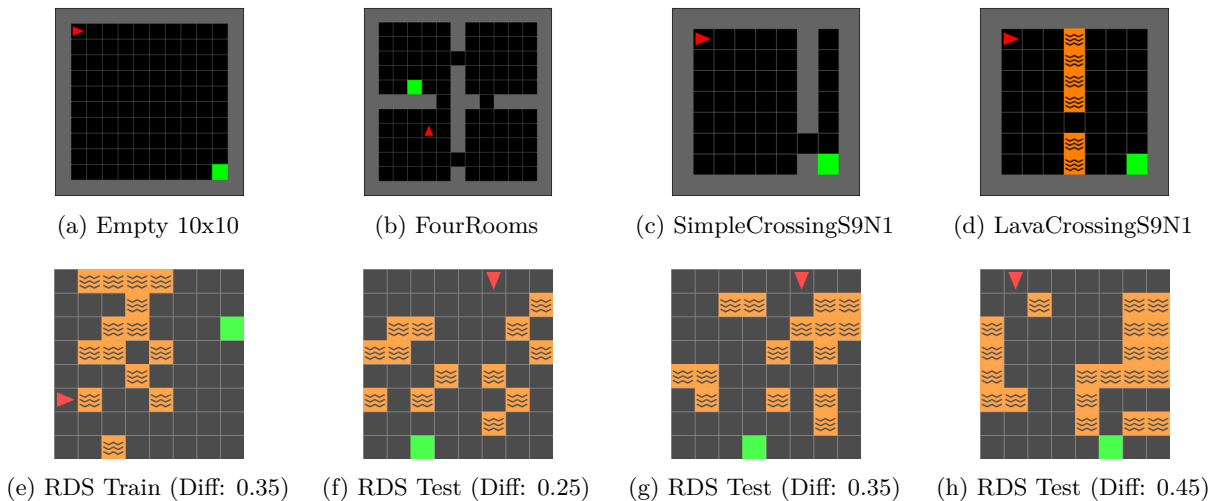 (a) Empty 10x10
(b) FourRooms
(c) SimpleCrossingS9N1
(d) LavaCrossingS9N1
(e) RDS Train (Diff: 0.35)
(f) RDS Test (Diff: 0.25)
(g) RDS Test (Diff: 0.35)
(h) RDS Test (Diff: 0.45)